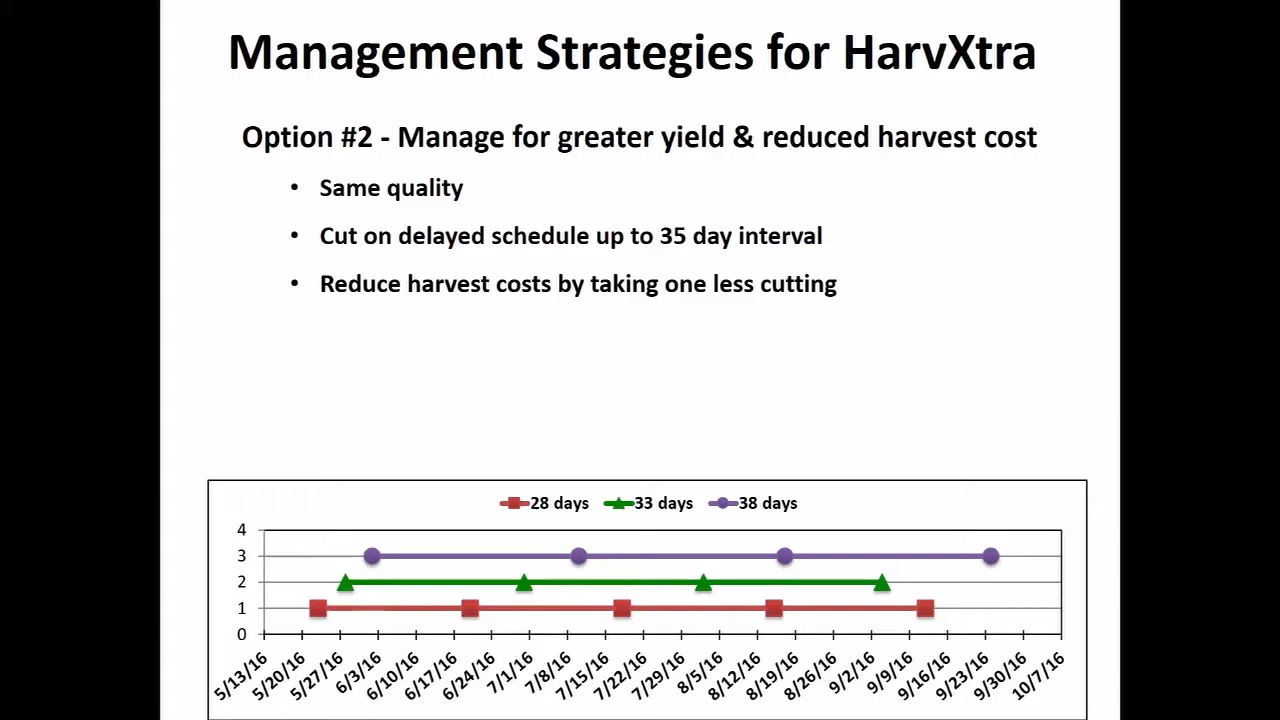 Management Strategies for HarvXtra
Option #2 - Manage for greater yield & reduced harvest cost
• Same quality
• Cut on delayed schedule up to 35 day interval
• Reduce harvest costs by taking one less cutting
28 days 33 days 38 days
4
3
2
1
0
5/13/16 5/20/16 5/27/16 6/3/16 6/10/16 6/17/16 6/24/16 7/1/16 7/8/16 7/15/16 7/22/16 7/29/16 8/5/16 8/12/16 8/19/16 8/26/16 9/2/16 9/9/16 9/16/16 9/23/16 9/30/16 10/7/16